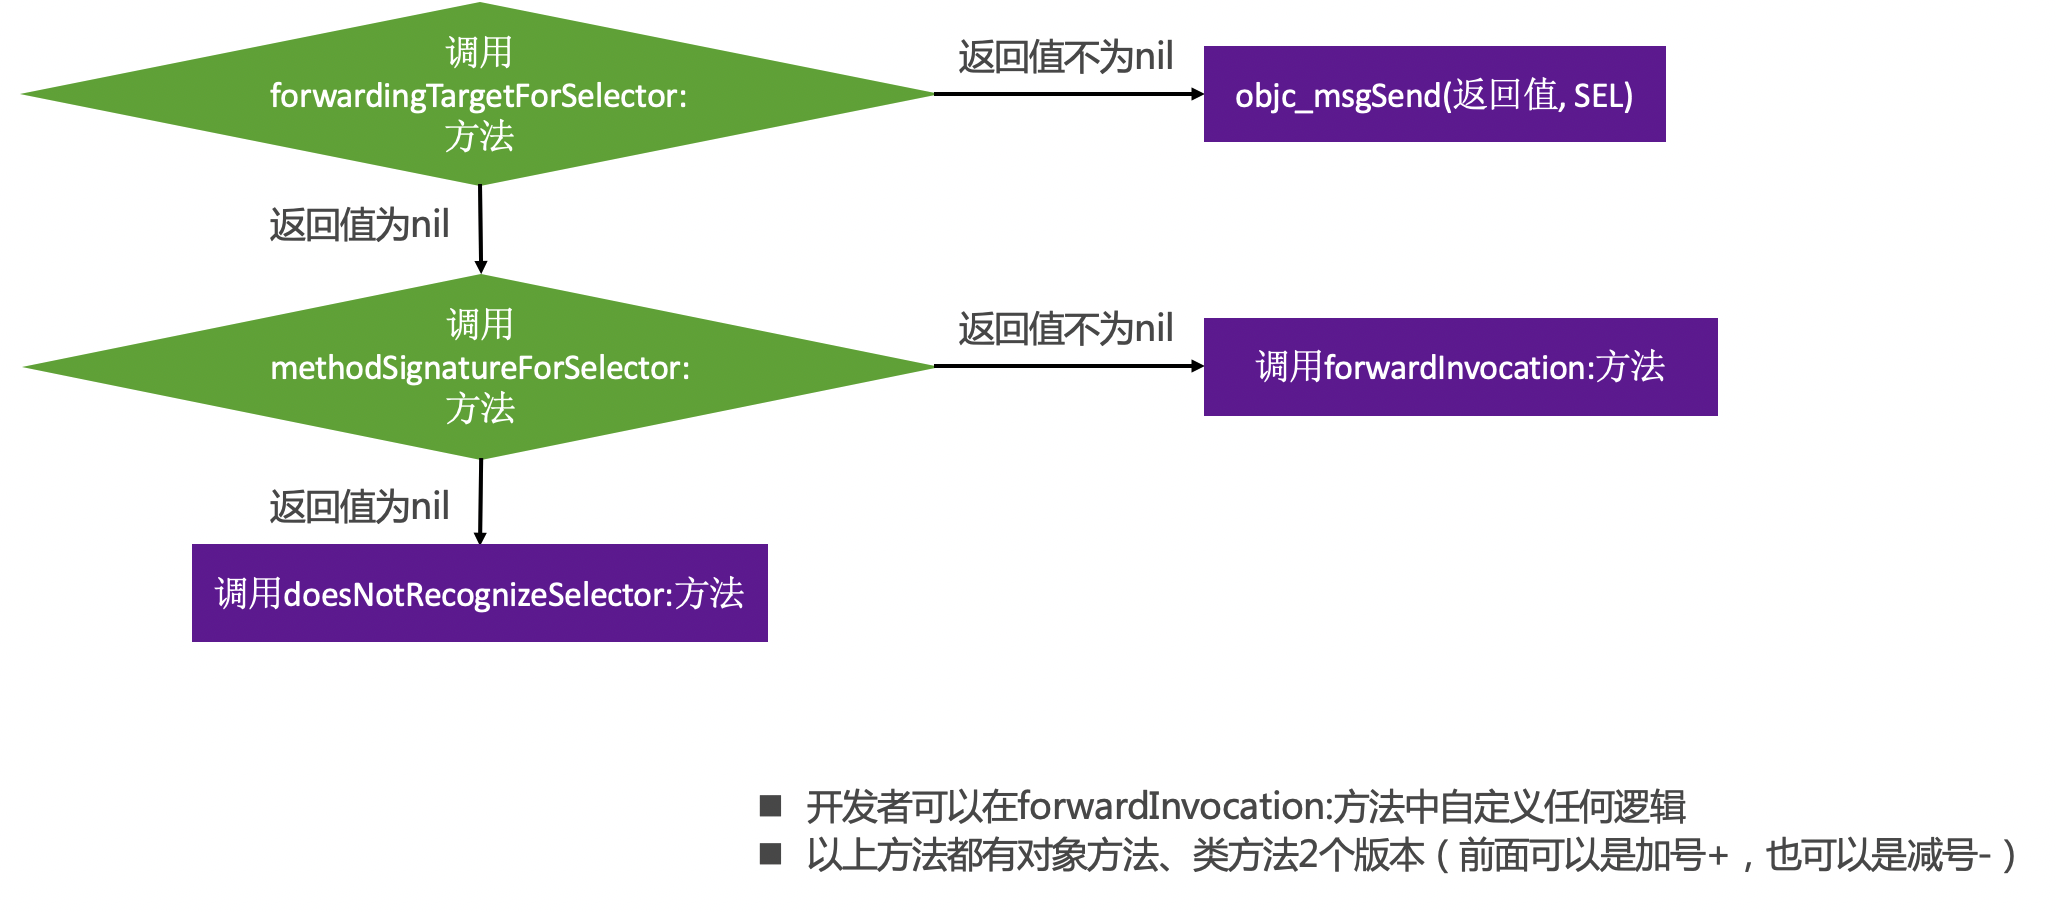 调用
forwardingTargetForSelector:
方法
返回值不为nil
objc_msgSend(返回值, SEL)
返回值为nil
调用
methodSignatureForSelector:
方法
返回值不为nil
调用forwardInvocation:方法
返回值为nil
调用doesNotRecognizeSelector:方法
■ 开发者可以在forwardInvocation:方法中自定义任何逻辑
■ 以上方法都有对象方法、类方法2个版本（前面可以是加号+，也可以是减号-）